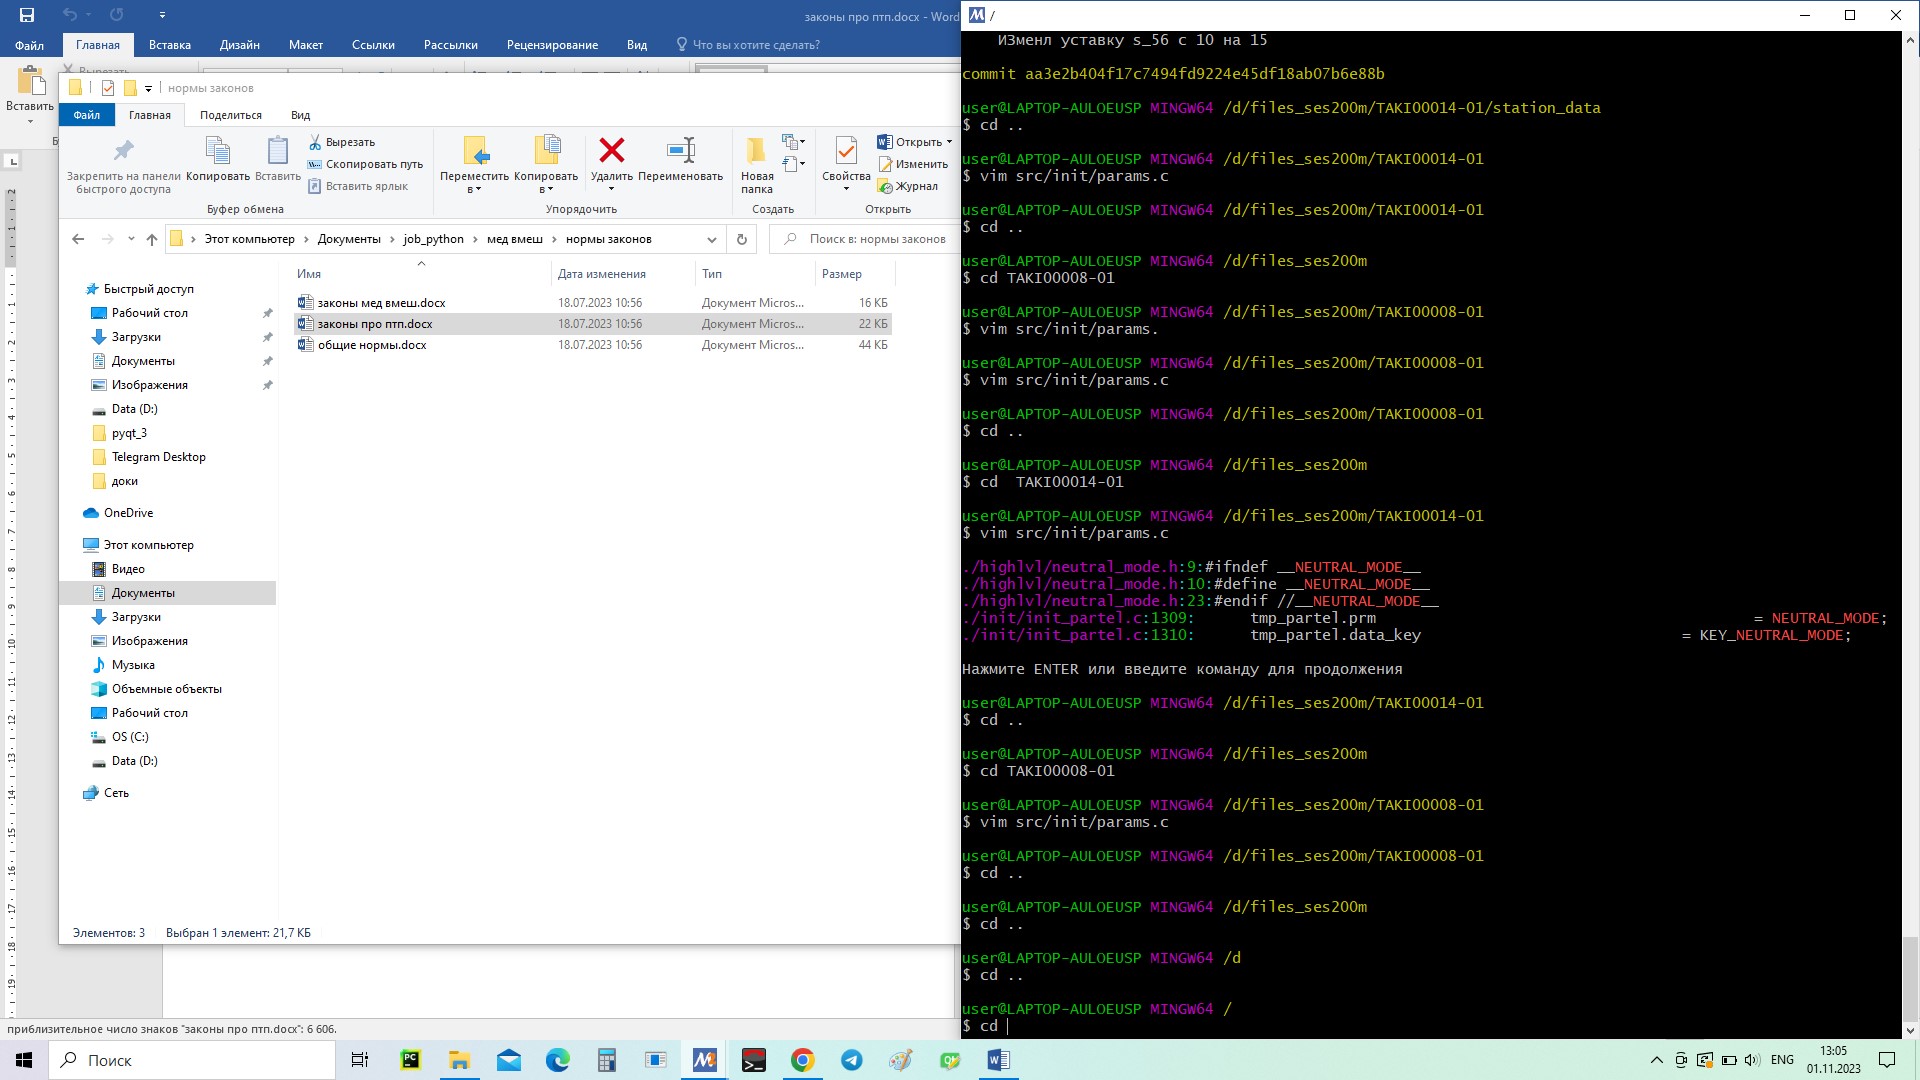 законы про птп.docx - Word
Файл
Главная
Вставка
Дизайн
Макет
Ссылки
Рассылки
Рецензирование
Вид
Что вы хотите сделать?
Вырезать
Вставить
нормы законов
Файл
Главная
Поделиться
Вид
Закрепить на панели быстрого доступа
Копировать
Вставить
Вырезать
Скопировать путь
Вставить ярлык
Буфер обмена
Переместить в
Копировать в
Удалить
Переименовать
Упорядочить
Новая папка
Создать
Свойства
Открыть
Изменить
Журнал
Открыть
Этот компьютер > Документы > job_python > мед вмеш > нормы законов
Поиск в: нормы законов
Имя Дата изменения Тип Размер
законы мед вмеш.docx 18.07.2023 10:56 Документ Micros... 16 КБ
законы про птп.docx 18.07.2023 10:56 Документ Micros... 22 КБ
общие нормы.docx 18.07.2023 10:56 Документ Micros... 44 КБ
Быстрый доступ
Рабочий стол
Загрузки
Документы
Изображения
Data (D:)
pyqt_3
Telegram Desktop
доки
OneDrive
Этот компьютер
Видео
Документы
Загрузки
Изображения
Музыка
Объемные объекты
Рабочий стол
OS (C:)
Data (D:)
Сеть
Элементов: 3 Выбран 1 элемент: 21,7 КБ
приблизительное число знаков "законы про птп.docx": 6 606.
/
ИЗменл уставку s_56 с 10 на 15
commit aa3e2b404f17c7494fd9224e45df18ab07b6e88b
user@LAPTOP-AULOEUSP MINGW64 /d/files_ses200m/TAKI00014-01/station_data
$ cd ..
user@LAPTOP-AULOEUSP MINGW64 /d/files_ses200m/TAKI00014-01
$ vim src/init/params.c
user@LAPTOP-AULOEUSP MINGW64 /d/files_ses200m/TAKI00014-01
$ cd ..
user@LAPTOP-AULOEUSP MINGW64 /d/files_ses200m
$ cd TAKI00008-01
user@LAPTOP-AULOEUSP MINGW64 /d/files_ses200m/TAKI00008-01
$ vim src/init/params.
user@LAPTOP-AULOEUSP MINGW64 /d/files_ses200m/TAKI00008-01
$ vim src/init/params.c
user@LAPTOP-AULOEUSP MINGW64 /d/files_ses200m/TAKI00008-01
$ cd ..
user@LAPTOP-AULOEUSP MINGW64 /d/files_ses200m
$ cd  TAKI00014-01
user@LAPTOP-AULOEUSP MINGW64 /d/files_ses200m/TAKI00014-01
$ vim src/init/params.c
./highlvl/neutral_mode.h:9:#ifndef __NEUTRAL_MODE__
./highlvl/neutral_mode.h:10:#define __NEUTRAL_MODE__
./highlvl/neutral_mode.h:23:#endif //__NEUTRAL_MODE__
./init/init_partel.c:1309: tmp_partel.prm = NEUTRAL_MODE;
./init/init_partel.c:1310: tmp_partel.data_key = KEY_NEUTRAL_MODE;
Нажмите ENTER или введите команду для продолжения
user@LAPTOP-AULOEUSP MINGW64 /d/files_ses200m/TAKI00014-01
$ cd ..
user@LAPTOP-AULOEUSP MINGW64 /d/files_ses200m
$ cd TAKI00008-01
user@LAPTOP-AULOEUSP MINGW64 /d/files_ses200m/TAKI00008-01
$ vim src/init/params.c
user@LAPTOP-AULOEUSP MINGW64 /d/files_ses200m/TAKI00008-01
$ cd ..
user@LAPTOP-AULOEUSP MINGW64 /d/files_ses200m
$ cd ..
user@LAPTOP-AULOEUSP MINGW64 /d
$ cd ..
user@LAPTOP-AULOEUSP MINGW64 /
$ cd
Поиск
ENG
13:05
01.11.2023